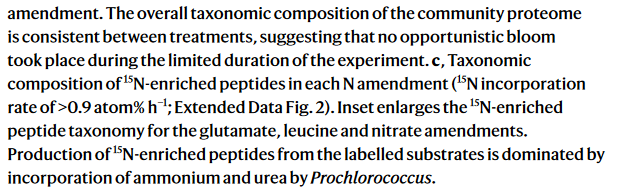 amendment. The overall taxonomic composition of the community proteome
is consistent between treatments, suggesting that no opportunistic bloom
took place during the limited duration of the experiment. c, Taxonomic
composition of ¹⁵N-enriched peptides in each N amendment (¹⁵N incorporation
rate of >0.9 atom% h⁻¹; Extended Data Fig. 2). Inset enlarges the ¹⁵N-enriched
peptide taxonomy for the glutamate, leucine and nitrate amendments.
Production of ¹⁵N-enriched peptides from the labelled substrates is dominated by
incorporation of ammonium and urea by Prochlorococcus.